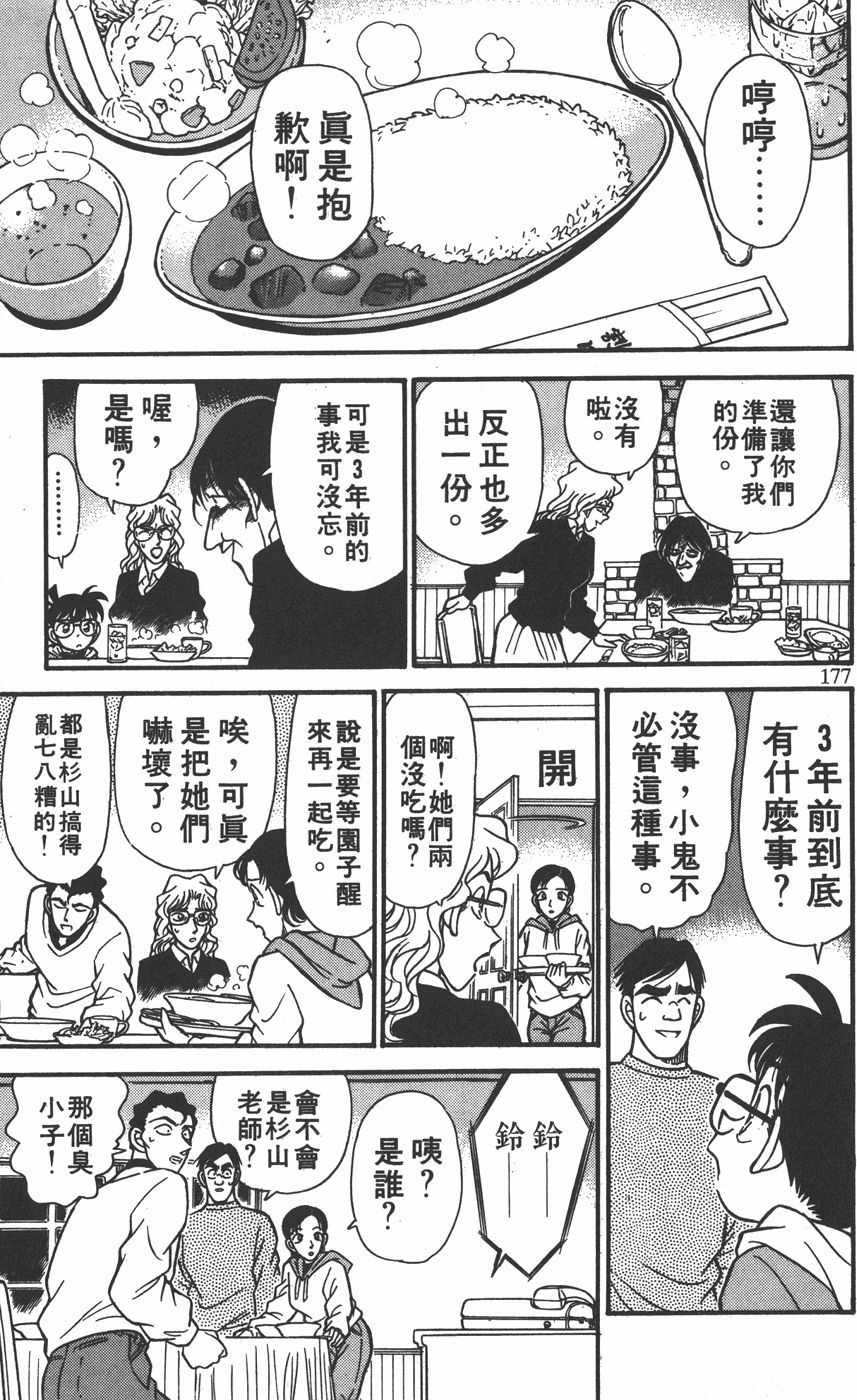 哼哼……
眞是抱
歉啊！
還讓你們
準備了我
的份。
沒有
啦。
反正也多
出一份。
可是3年前的
事我可沒忘。
喔，
是嗎？
………
177
3年前到底
有什麼事？
沒事，小鬼不
必管這種事。
開
啊！她們兩
個沒吃嗎？
說是要等園子醒
來再一起吃。
唉，可眞
是把她們
嚇壞了。
都是杉山搞得
亂七八糟的！
鈴鈴
咦？
是誰？
會不會
是杉山
老師？
那個臭
小子！